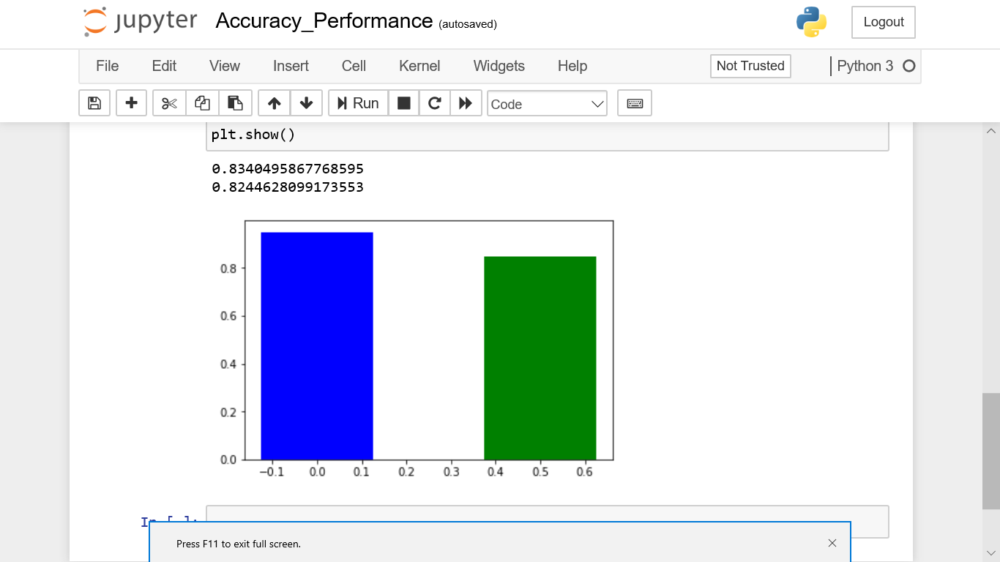 jupyter Accuracy_Performance (autosaved) Logout
File Edit View Insert Cell Kernel Widgets Help Not Trusted Python 3
Run Code
plt.show()
0.8340495867768595
0.8244628099173553
0.8
0.6
0.4
0.2
0.0
−0.1 0.0 0.1 0.2 0.3 0.4 0.5 0.6
In [ ]:
Press F11 to exit full screen.